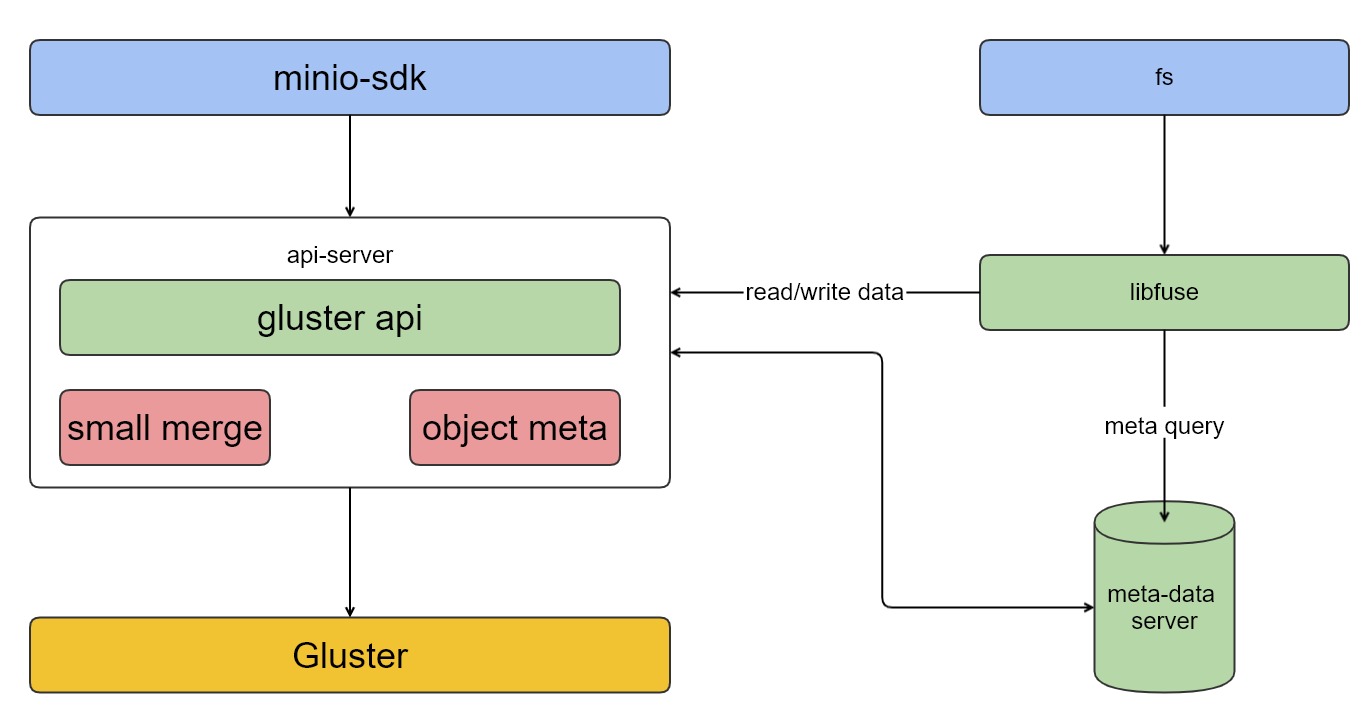 minio-sdk
fs
api-server
gluster api
read/write data
libfuse
small merge
object meta
meta query
meta-data
server
Gluster